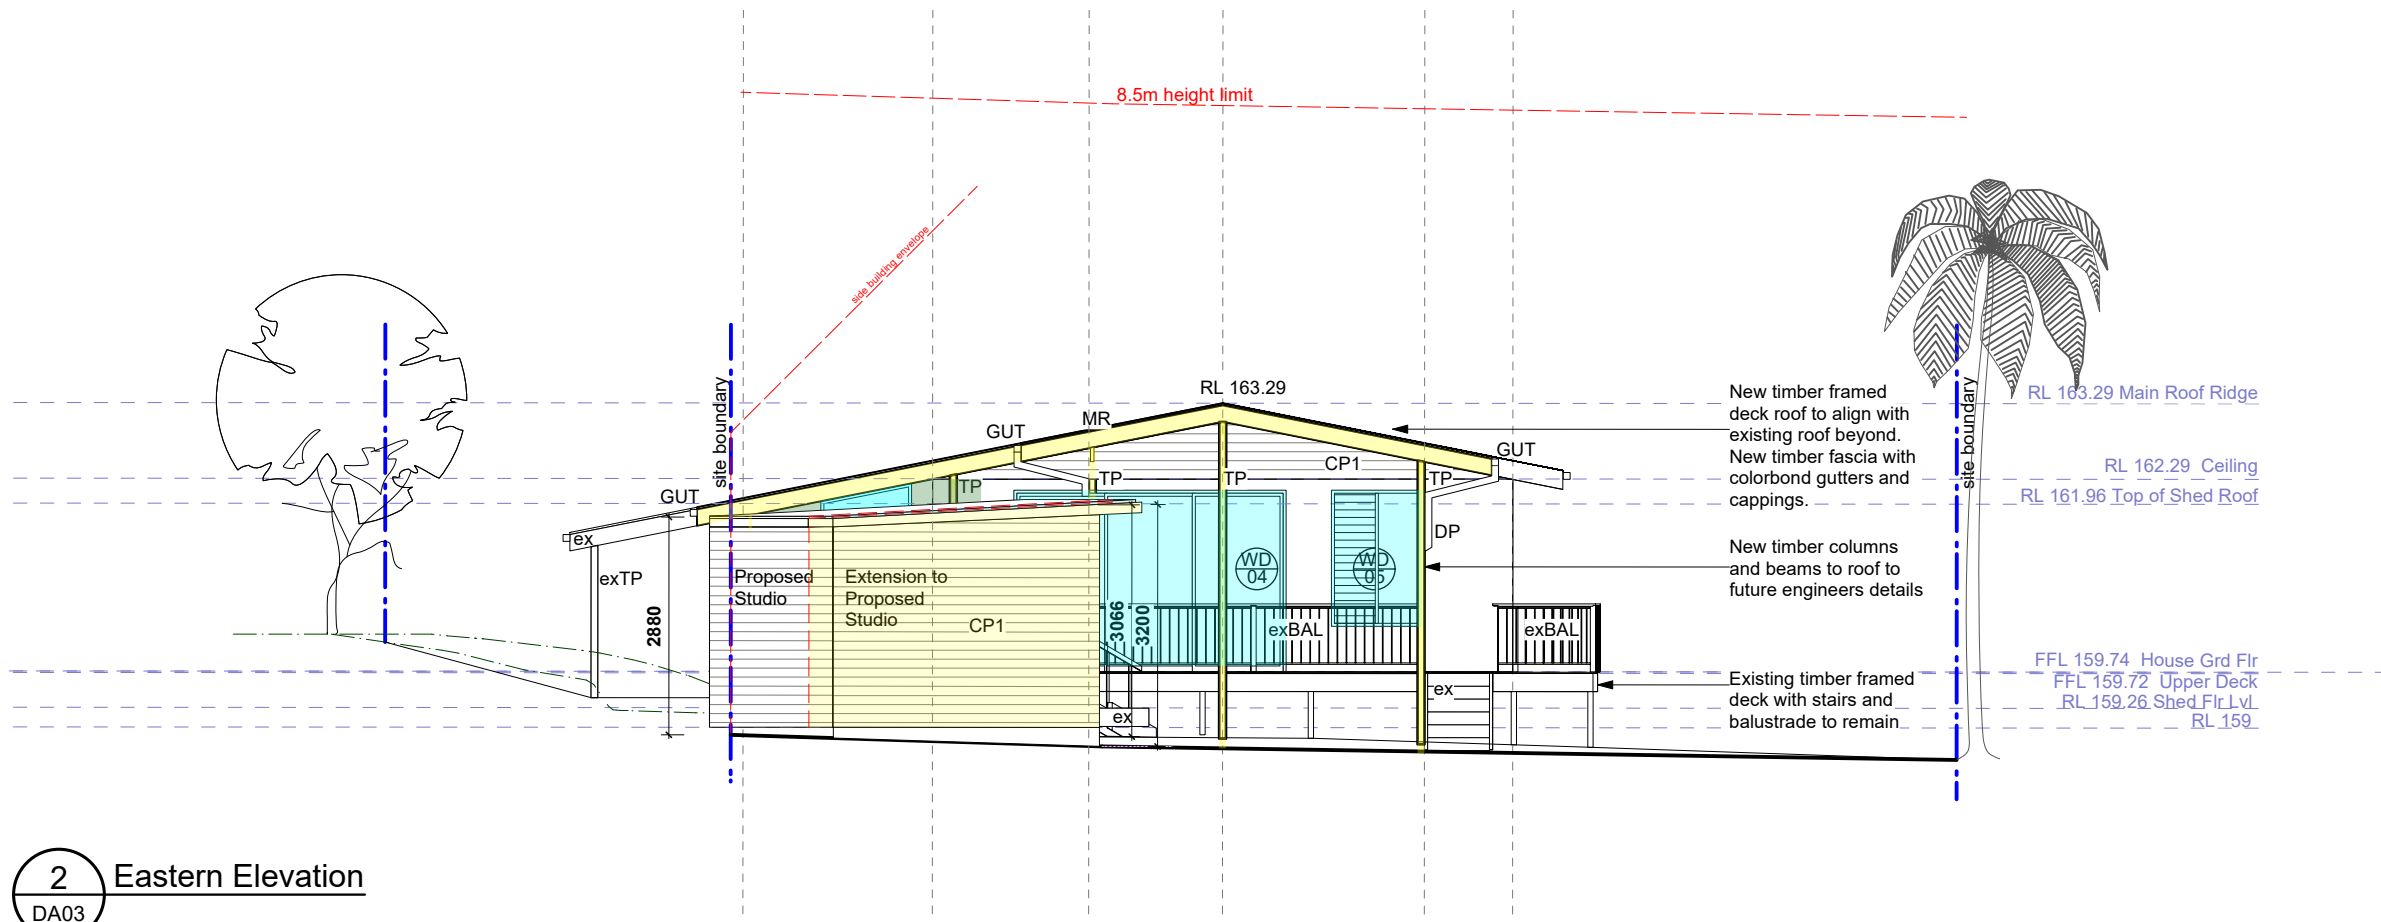 8.5m height limit
side building envelope
site boundary
RL 163.29
MR
GUT
GUT
GUT
CP1
TP
TP
TP
TP
ex
exTP
2880
Proposed
Studio
Extension to
Proposed
Studio
CP1
3066
3200
WD
04
WD
05
DP
exBAL
exBAL
ex
ex
New timber framed
deck roof to align with
existing roof beyond.
New timber fascia with
colorbond gutters and
cappings.
New timber columns
and beams to roof to
future engineers details
Existing timber framed
deck with stairs and
balustrade to remain
site boundary
RL 163.29 Main Roof Ridge
RL 162.29 Ceiling
RL 161.96 Top of Shed Roof
FFL 159.74 House Grd Flr
FFL 159.72 Upper Deck
RL 159.26 Shed Flr Lvl
RL 159
2
DA03
Eastern Elevation